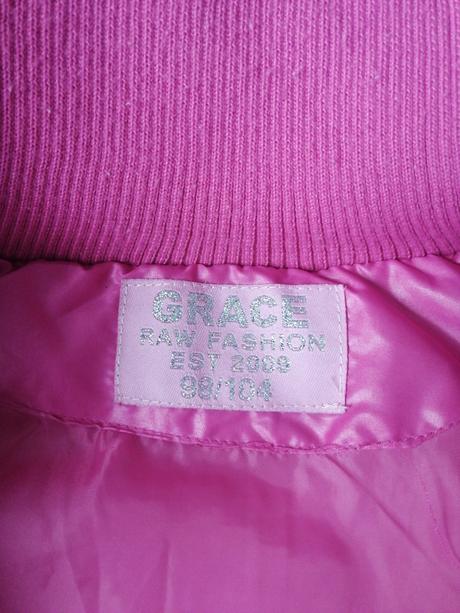 GRACE
RAW FASHION
EST 2009
98/104